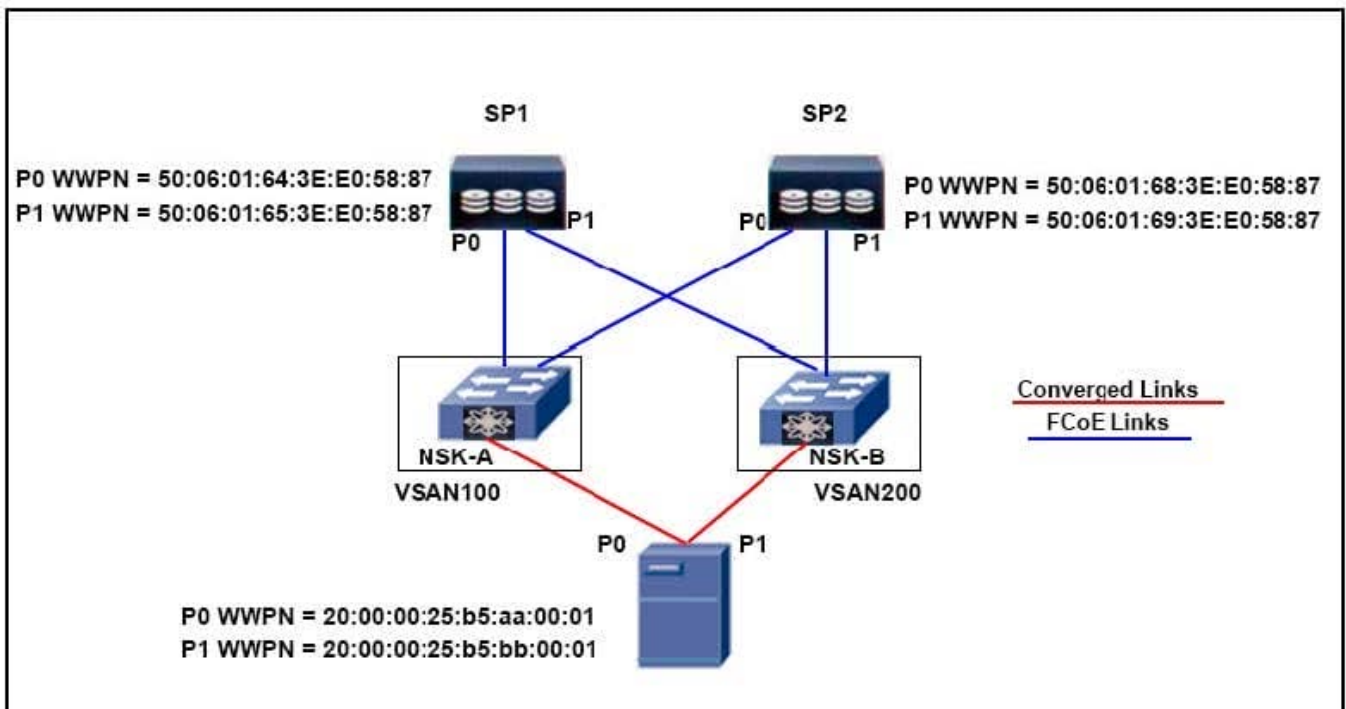 SP1
SP2
P0 WWPN = 50:06:01:64:3E:E0:58:87
P1 WWPN = 50:06:01:65:3E:E0:58:87
P0 WWPN = 50:06:01:68:3E:E0:58:87
P1 WWPN = 50:06:01:69:3E:E0:58:87
P1
P0
P0
P1
Converged Links
FCoE Links
NSK-A
NSK-B
VSAN100
VSAN200
P0
P1
P0 WWPN = 20:00:00:25:b5:aa:00:01
P1 WWPN = 20:00:00:25:b5:bb:00:01